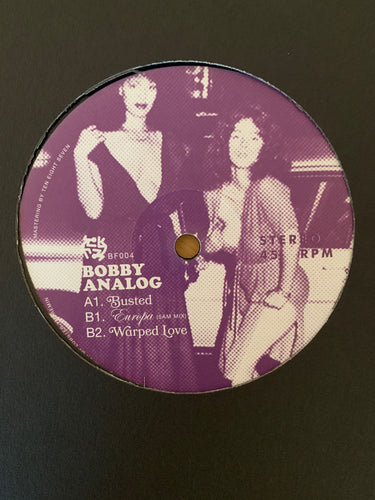 MASTERING BY TEN EIGHT SEVEN
BF004
BOBBY
ANALOG
A1. Busted
B1. Europa (5AM MIX)
B2. Warped Love
STEREO
45 RPM